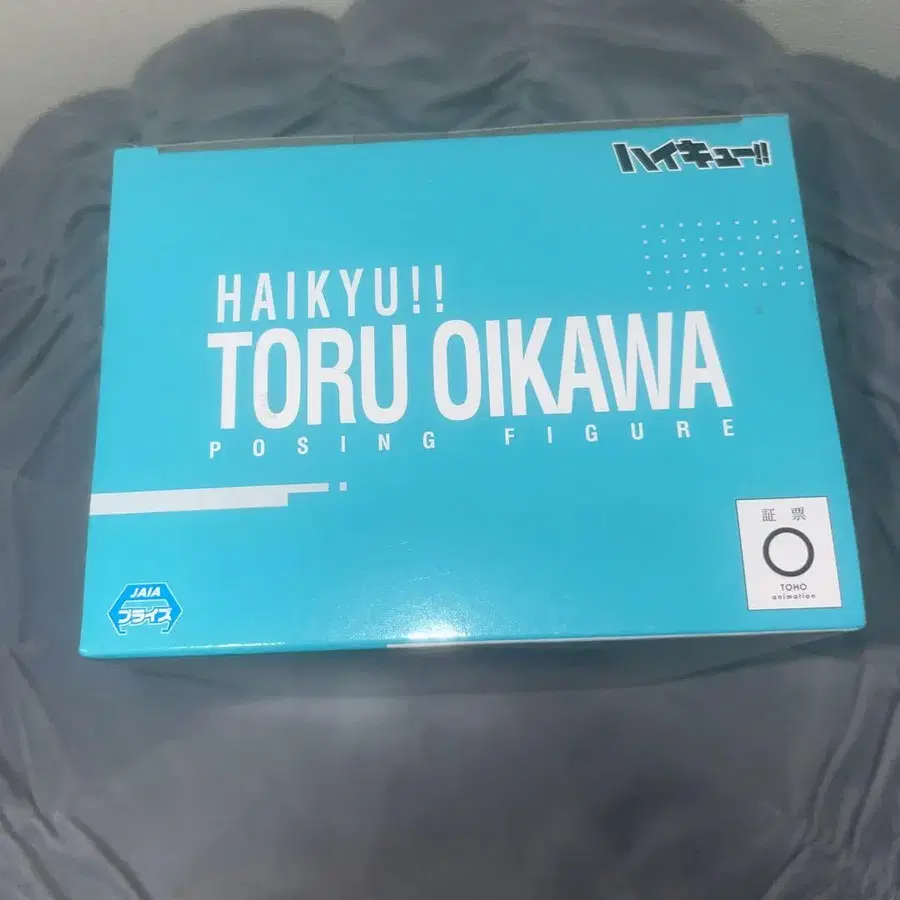 ハイキュー!!
HAIKYU!!
TORU OIKAWA
POSING FIGURE
証票
TOHO
animation
JAIA
プライズ